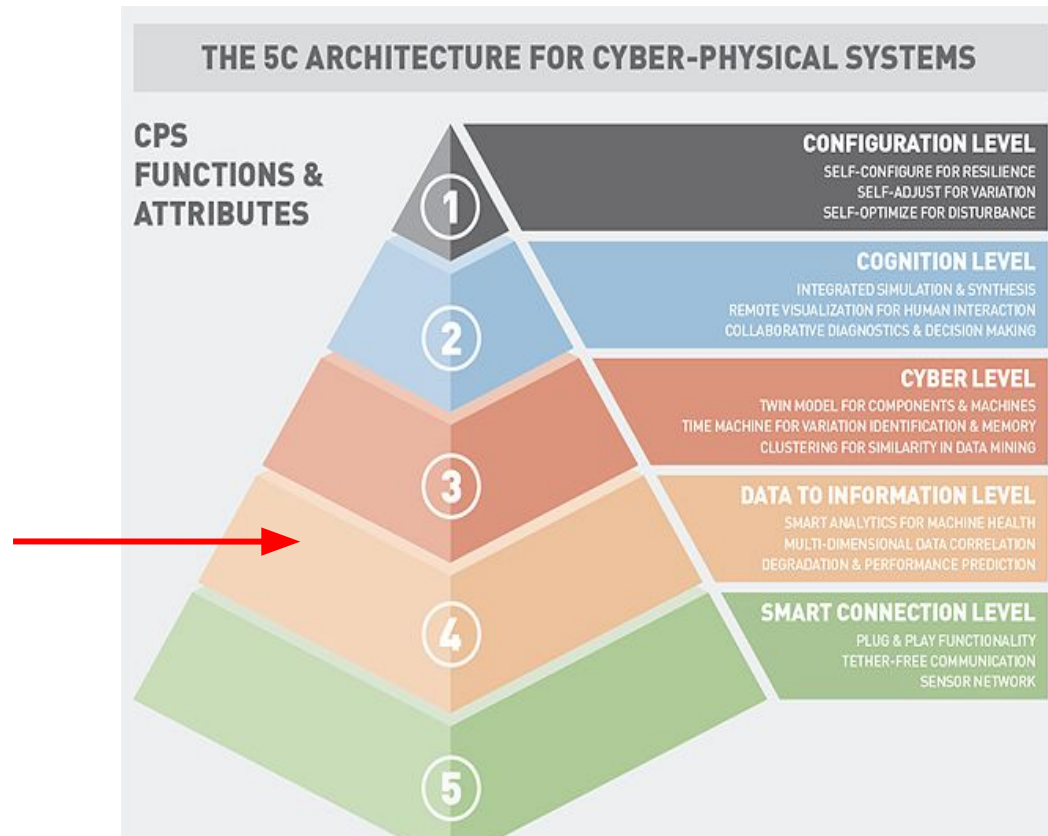 THE 5C ARCHITECTURE FOR CYBER-PHYSICAL SYSTEMS
CPS
FUNCTIONS &
ATTRIBUTES
1
CONFIGURATION LEVEL
SELF-CONFIGURE FOR RESILIENCE
SELF-ADJUST FOR VARIATION
SELF-OPTIMIZE FOR DISTURBANCE
2
COGNITION LEVEL
INTEGRATED SIMULATION & SYNTHESIS
REMOTE VISUALIZATION FOR HUMAN INTERACTION
COLLABORATIVE DIAGNOSTICS & DECISION MAKING
3
CYBER LEVEL
TWIN MODEL FOR COMPONENTS & MACHINES
TIME MACHINE FOR VARIATION IDENTIFICATION & MEMORY
CLUSTERING FOR SIMILARITY IN DATA MINING
4
DATA TO INFORMATION LEVEL
SMART ANALYTICS FOR MACHINE HEALTH
MULTI-DIMENSIONAL DATA CORRELATION
DEGRADATION & PERFORMANCE PREDICTION
5
SMART CONNECTION LEVEL
PLUG & PLAY FUNCTIONALITY
TETHER-FREE COMMUNICATION
SENSOR NETWORK